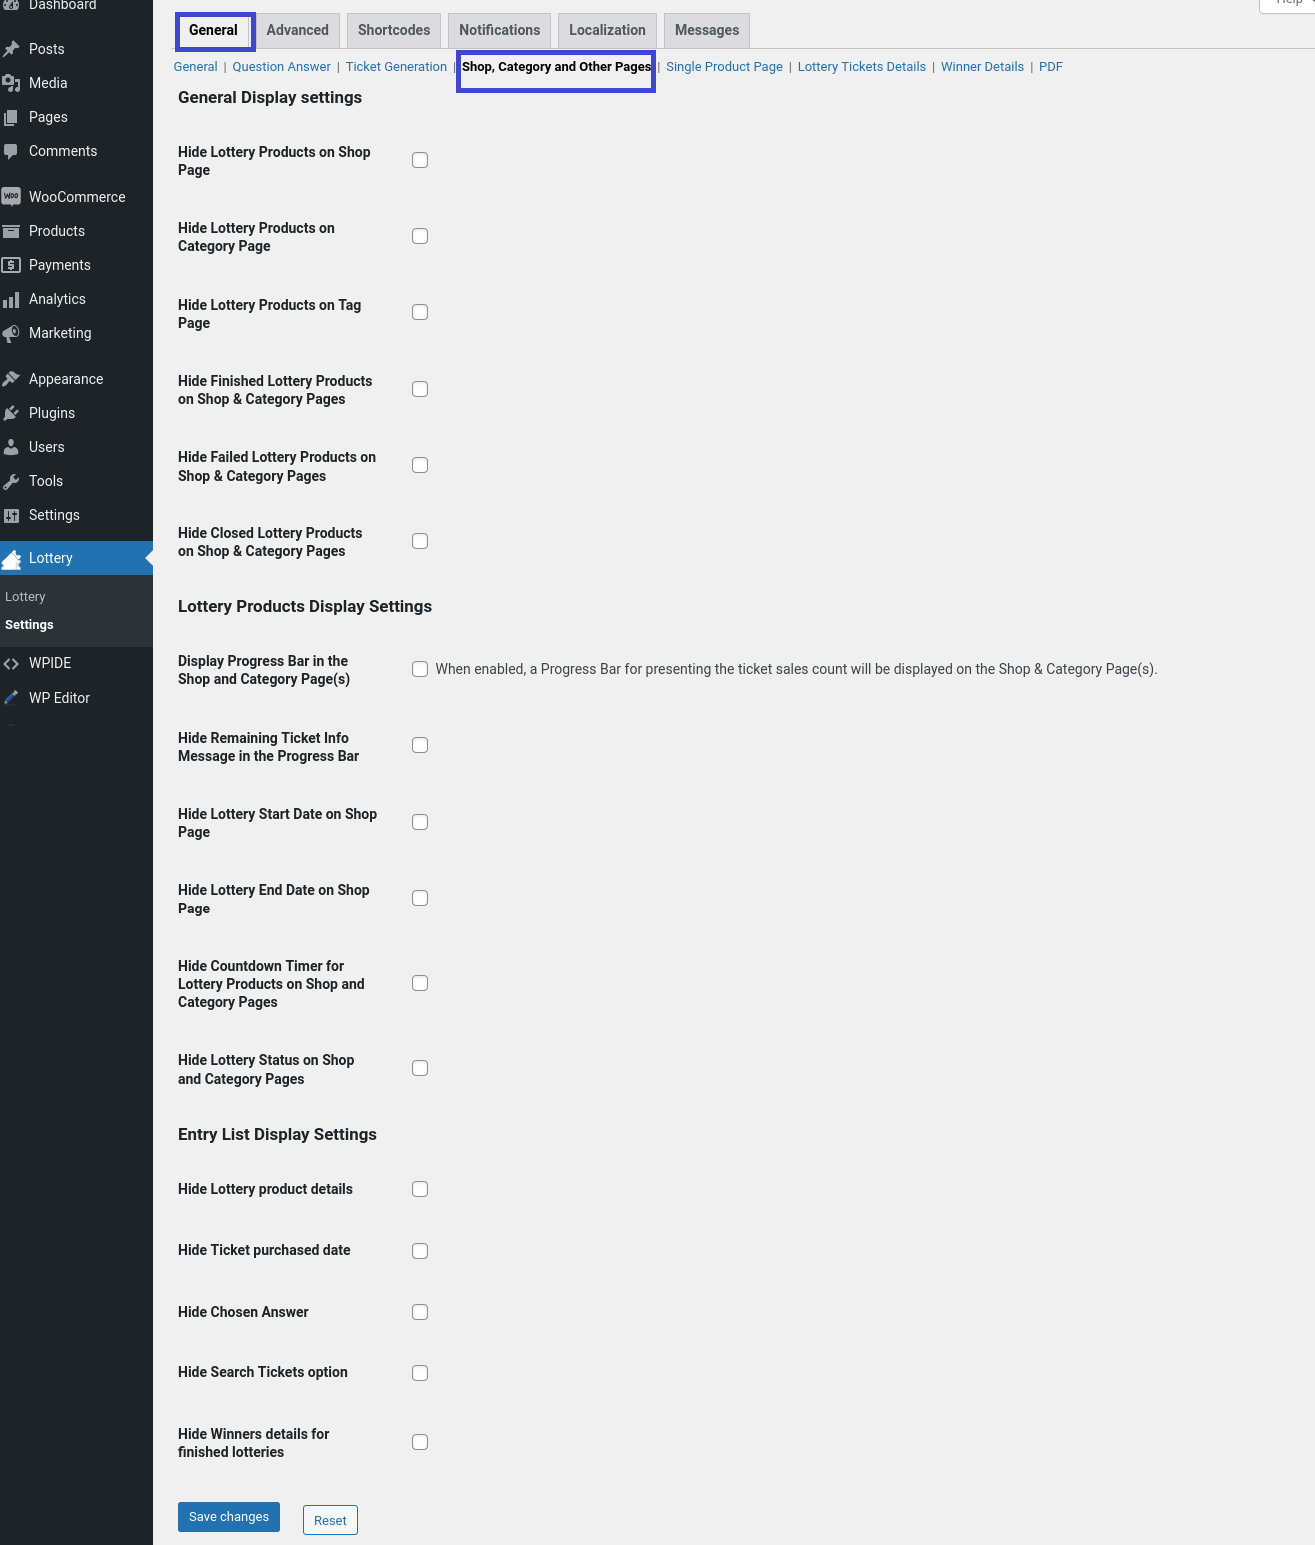 Dashboard
Posts
Media
Pages
Comments
WooCommerce
Products
Payments
Analytics
Marketing
Appearance
Plugins
Users
Tools
Settings
Lottery
Lottery
Settings
WPIDE
WP Editor
Help
General Advanced Shortcodes Notifications Localization Messages
General | Question Answer | Ticket Generation | Shop, Category and Other Pages | Single Product Page | Lottery Tickets Details | Winner Details | PDF
General Display settings
Hide Lottery Products on Shop
Page
Hide Lottery Products on
Category Page
Hide Lottery Products on Tag
Page
Hide Finished Lottery Products
on Shop & Category Pages
Hide Failed Lottery Products on
Shop & Category Pages
Hide Closed Lottery Products
on Shop & Category Pages
Lottery Products Display Settings
Display Progress Bar in the
Shop and Category Page(s)
When enabled, a Progress Bar for presenting the ticket sales count will be displayed on the Shop & Category Page(s).
Hide Remaining Ticket Info
Message in the Progress Bar
Hide Lottery Start Date on Shop
Page
Hide Lottery End Date on Shop
Page
Hide Countdown Timer for
Lottery Products on Shop and
Category Pages
Hide Lottery Status on Shop
and Category Pages
Entry List Display Settings
Hide Lottery product details
Hide Ticket purchased date
Hide Chosen Answer
Hide Search Tickets option
Hide Winners details for
finished lotteries
Save changes
Reset